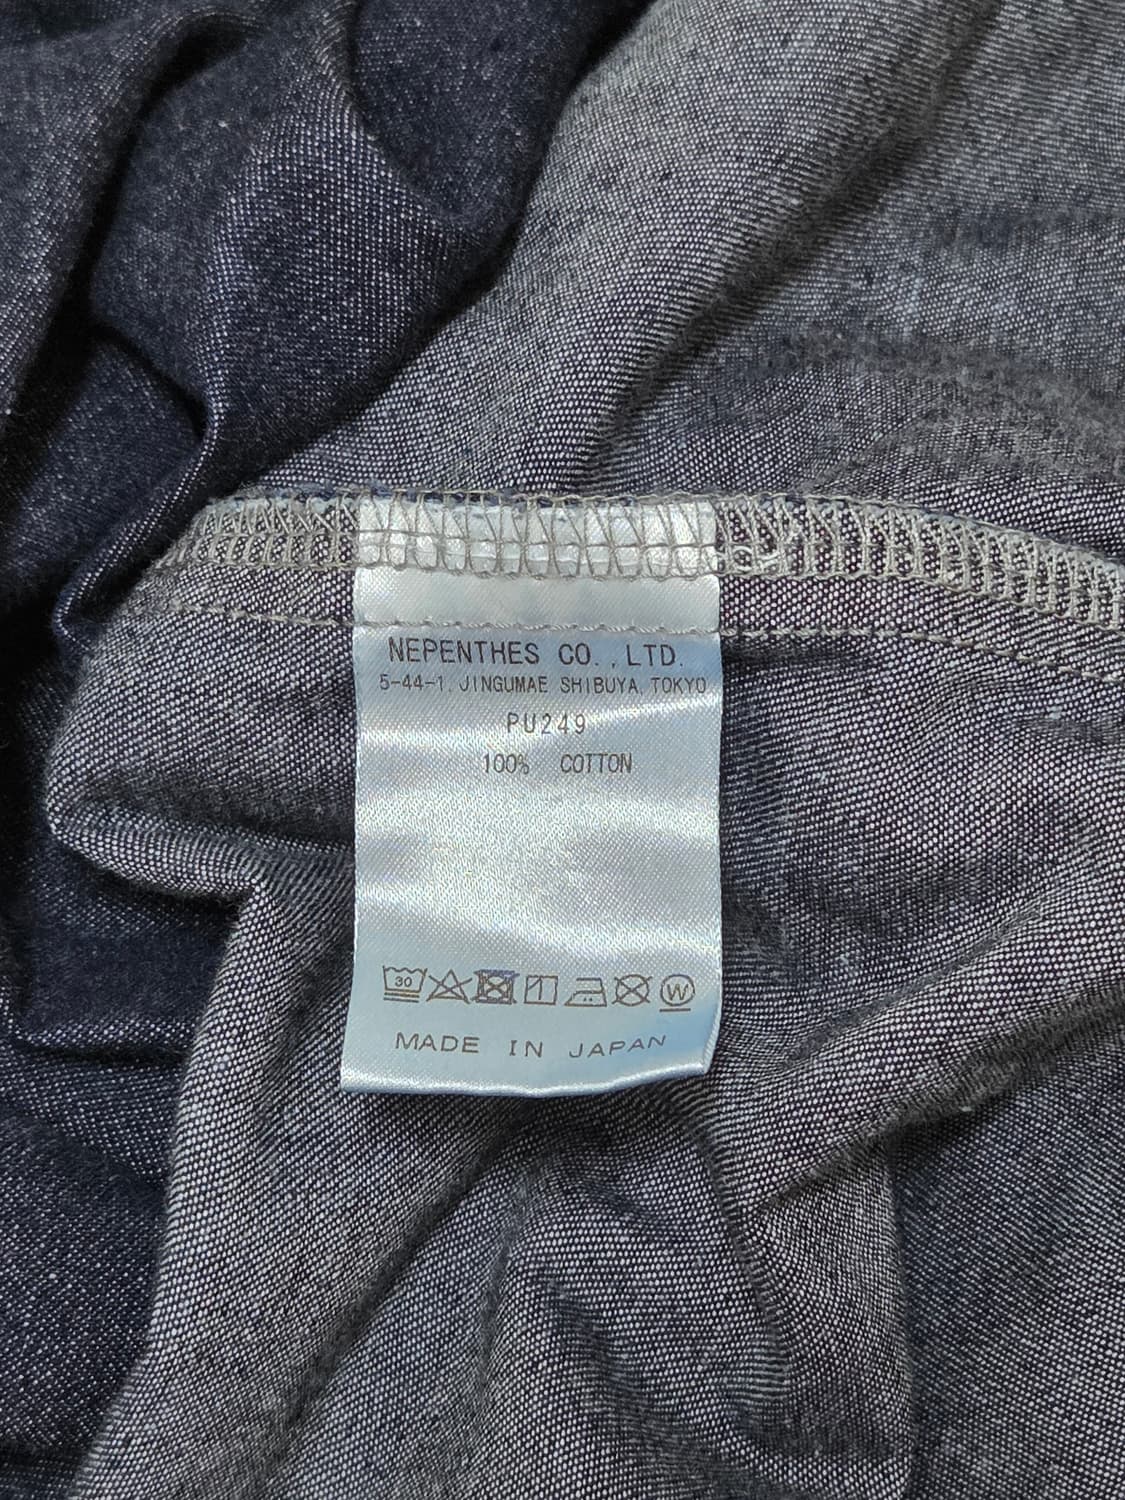 NEPENTHES CO.,LTD.
5-44-1, JINGUMAE SHIBUYA, TOKYO
PU249
100% COTTON
30 W
MADE IN JAPAN